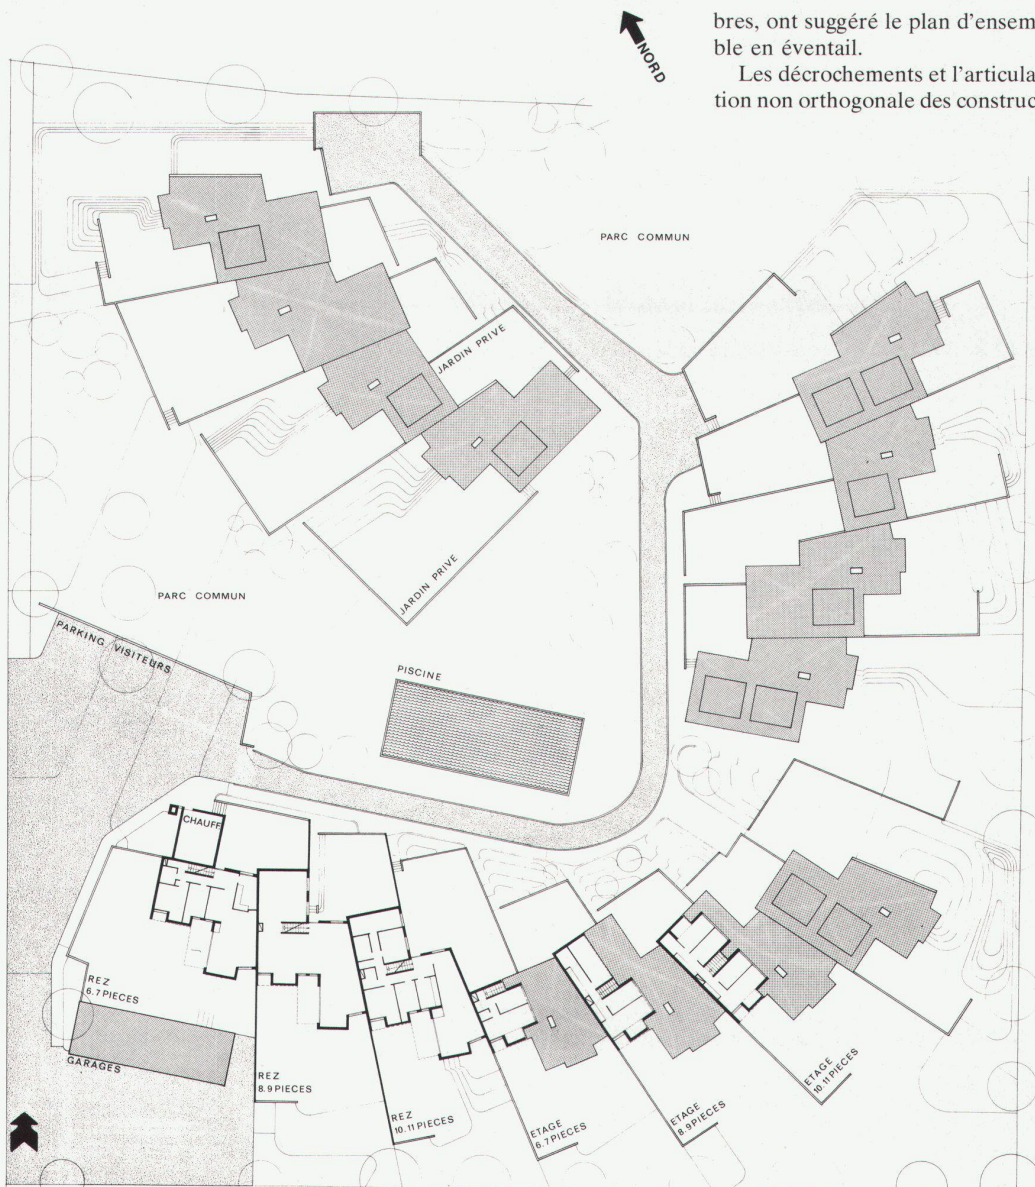 bres, ont suggéré le plan d'ensem-
ble en éventail.
Les décrochements et l'articula-
tion non orthogonale des construc-
NORD
PARC COMMUN
JARDIN PRIVE
JARDIN PRIVE
PARC COMMUN
PARKING VISITEURS
PISCINE
CHAUFF
REZ
6.7 PIECES
GARAGES
REZ
8.9 PIECES
REZ
10.11 PIECES
ETAGE
6.7 PIECES
ETAGE
8.9 PIECES
ETAGE
10.11 PIECES